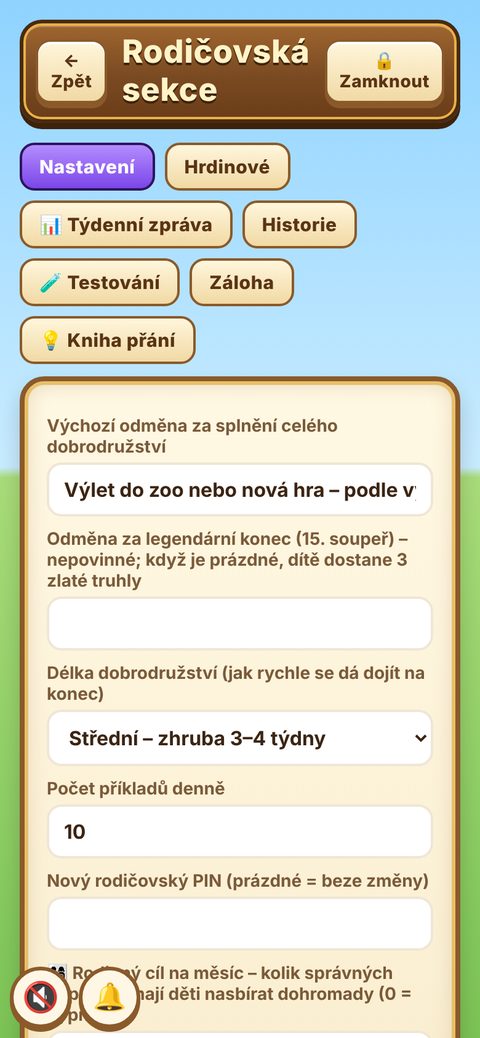 ←
Zpět
Rodičovská
sekce
🔒
Zamknout
Nastavení
Hrdinové
📊 Týdenní zpráva
Historie
🧪 Testování
Záloha
💡 Kniha přání
Výchozí odměna za splnění celého
dobrodružství
Výlet do zoo nebo nová hra – podle
Odměna za legendární konec (15. soupeř) –
nepovinné; když je prázdné, dítě dostane 3
zlaté truhly
Délka dobrodružství (jak rychle se dá dojít na
konec)
Střední – zhruba 3–4 týdny
Počet příkladů denně
10
Nový rodičovský PIN (prázdné = beze změny)
cíl na měsíc – kolik správných
mají děti nasbírat dohromady (0 =